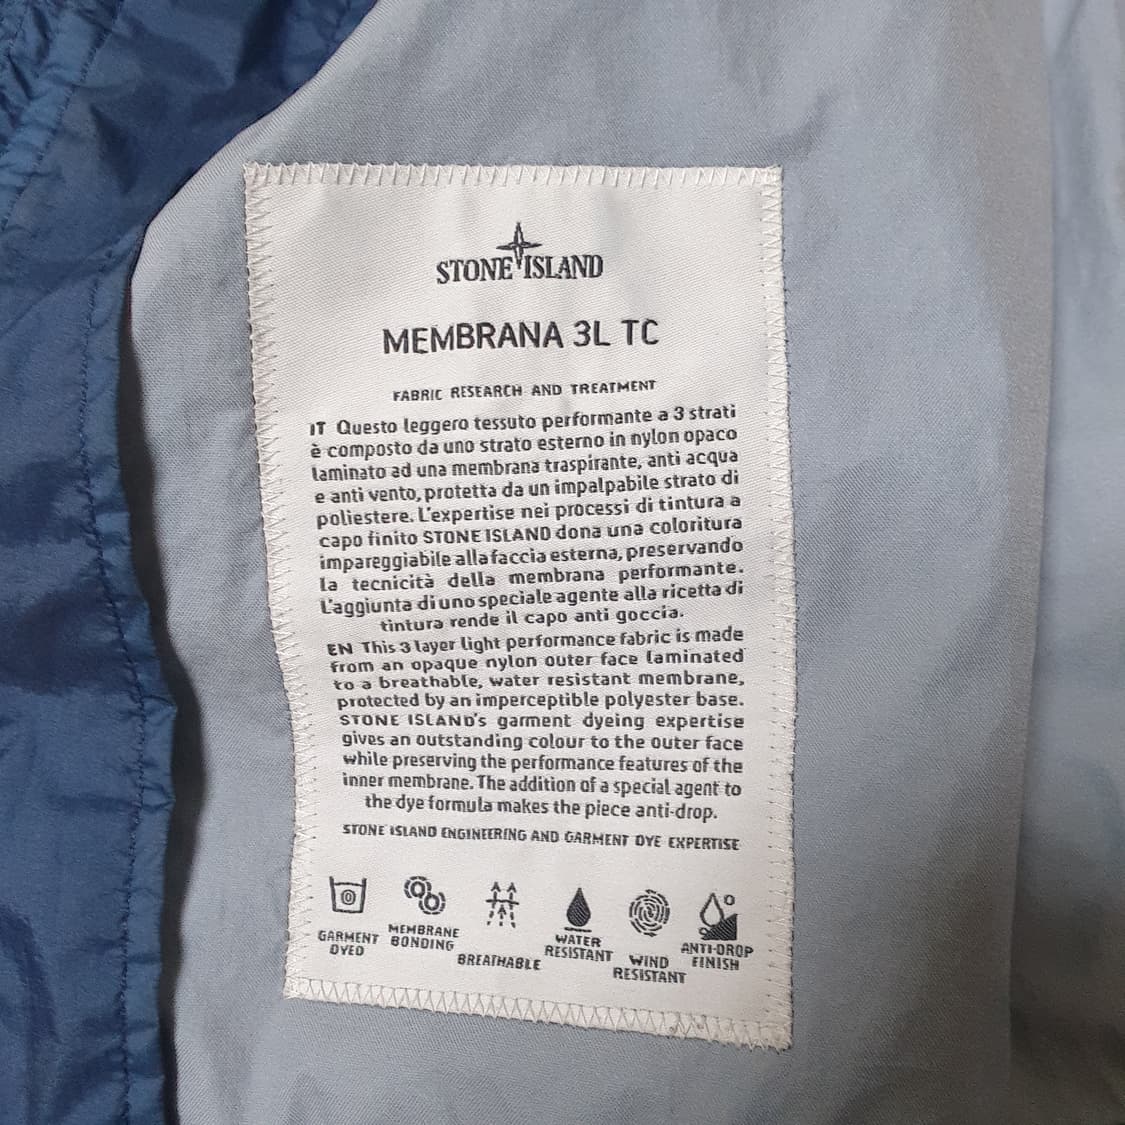 STONE ISLAND
MEMBRANA 3L TC
FABRIC RESEARCH AND TREATMENT
IT Questo leggero tessuto performante a 3 strati
è composto da uno strato esterno in nylon opaco
laminato ad una membrana traspirante, anti acqua
e anti vento, protetta da un impalpabile strato di
poliestere. L'expertise nei processi di tintura a
capo finito STONE ISLAND dona una coloritura
impareggiabile alla faccia esterna, preservando
la tecnicità della membrana performante.
L'aggiunta di uno speciale agente alla ricetta di
tintura rende il capo anti goccia.
EN This 3 layer light performance fabric is made
from an opaque nylon outer face laminated
to a breathable, water resistant membrane,
protected by an imperceptible polyester base.
STONE ISLAND's garment dyeing expertise
gives an outstanding colour to the outer face
while preserving the performance features of the
inner membrane. The addition of a special agent to
the dye formula makes the piece anti-drop.
STONE ISLAND ENGINEERING AND GARMENT DYE EXPERTISE
GARMENT
DYED
MEMBRANE
BONDING
BREATHABLE
WATER
RESISTANT
WIND
RESISTANT
ANTI-DROP
FINISH